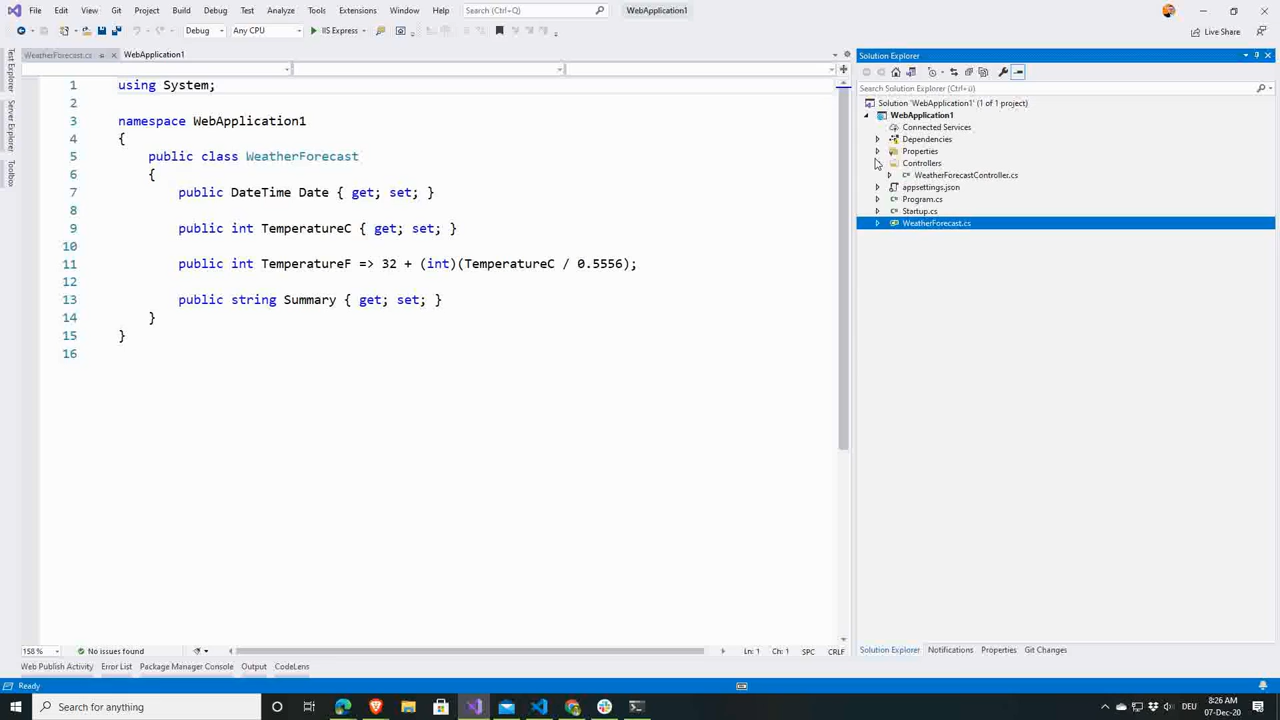 File Edit View Git Project Build Debug Test Analyze Tools Extensions Window Help Search (Ctrl+Q) WebApplication1
Debug Any CPU IIS Express Live Share
WeatherForecast.cs WebApplication1
Test Explorer
Server Explorer
Toolbox
1 using System;
2
3 namespace WebApplication1
4 {
5 public class WeatherForecast
6 {
7 public DateTime Date { get; set; }
8
9 public int TemperatureC { get; set; }
10
11 public int TemperatureF => 32 + (int)(TemperatureC / 0.5556);
12
13 public string Summary { get; set; }
14 }
15 }
16
158 % No issues found Ln: 1 Ch: 1 SPC CRLF
Solution Explorer
Search Solution Explorer (Ctrl+ü)
Solution 'WebApplication1' (1 of 1 project)
WebApplication1
Connected Services
Dependencies
Properties
Controllers
WeatherForecastController.cs
appsettings.json
Program.cs
Startup.cs
WeatherForecast.cs
Solution Explorer Notifications Properties Git Changes
Web Publish Activity Error List Package Manager Console Output CodeLens
Ready
Search for anything
DEU
8:26 AM
07-Dec-20